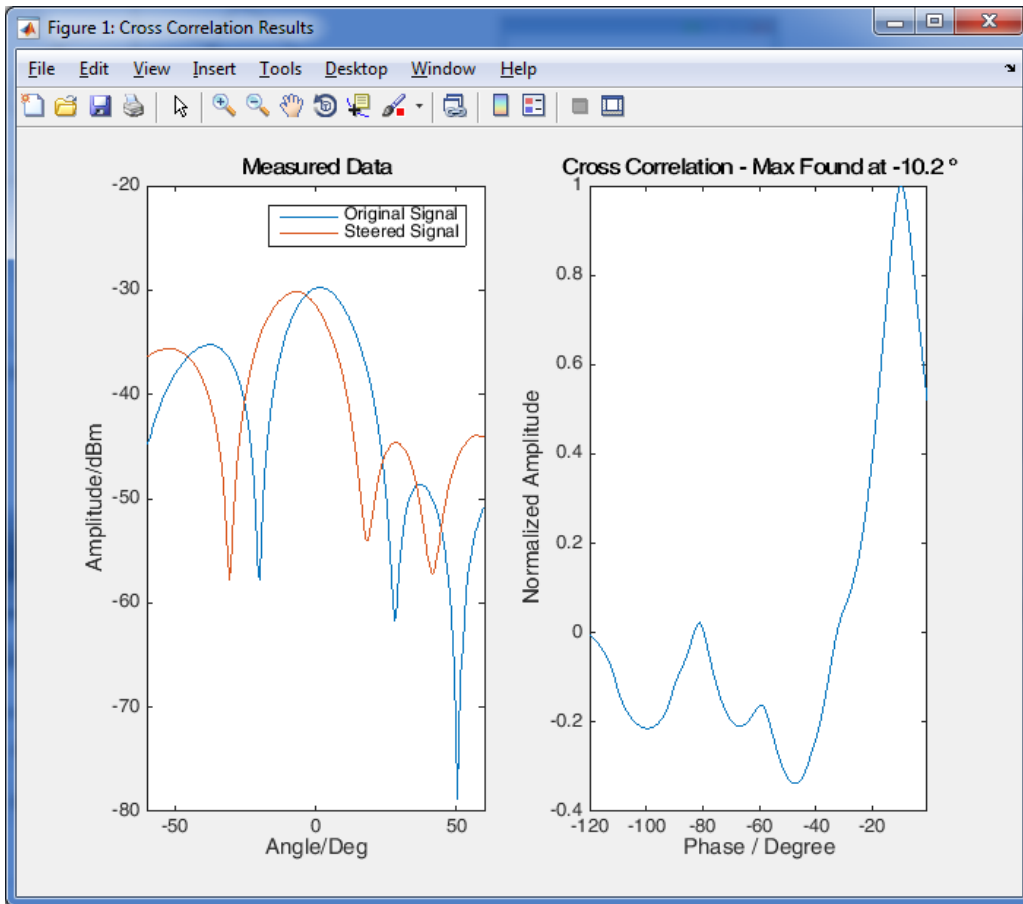 Figure 1: Cross Correlation Results
File Edit View Insert Tools Desktop Window Help
Measured Data
-20
-30
-40
-50
-60
-70
-80
Amplitude/dBm
Original Signal
Steered Signal
-50 0 50
Angle/Deg
Cross Correlation - Max Found at -10.2 °
1
0.8
0.6
0.4
0.2
0
-0.2
-0.4
Normalized Amplitude
-120 -100 -80 -60 -40 -20
Phase / Degree